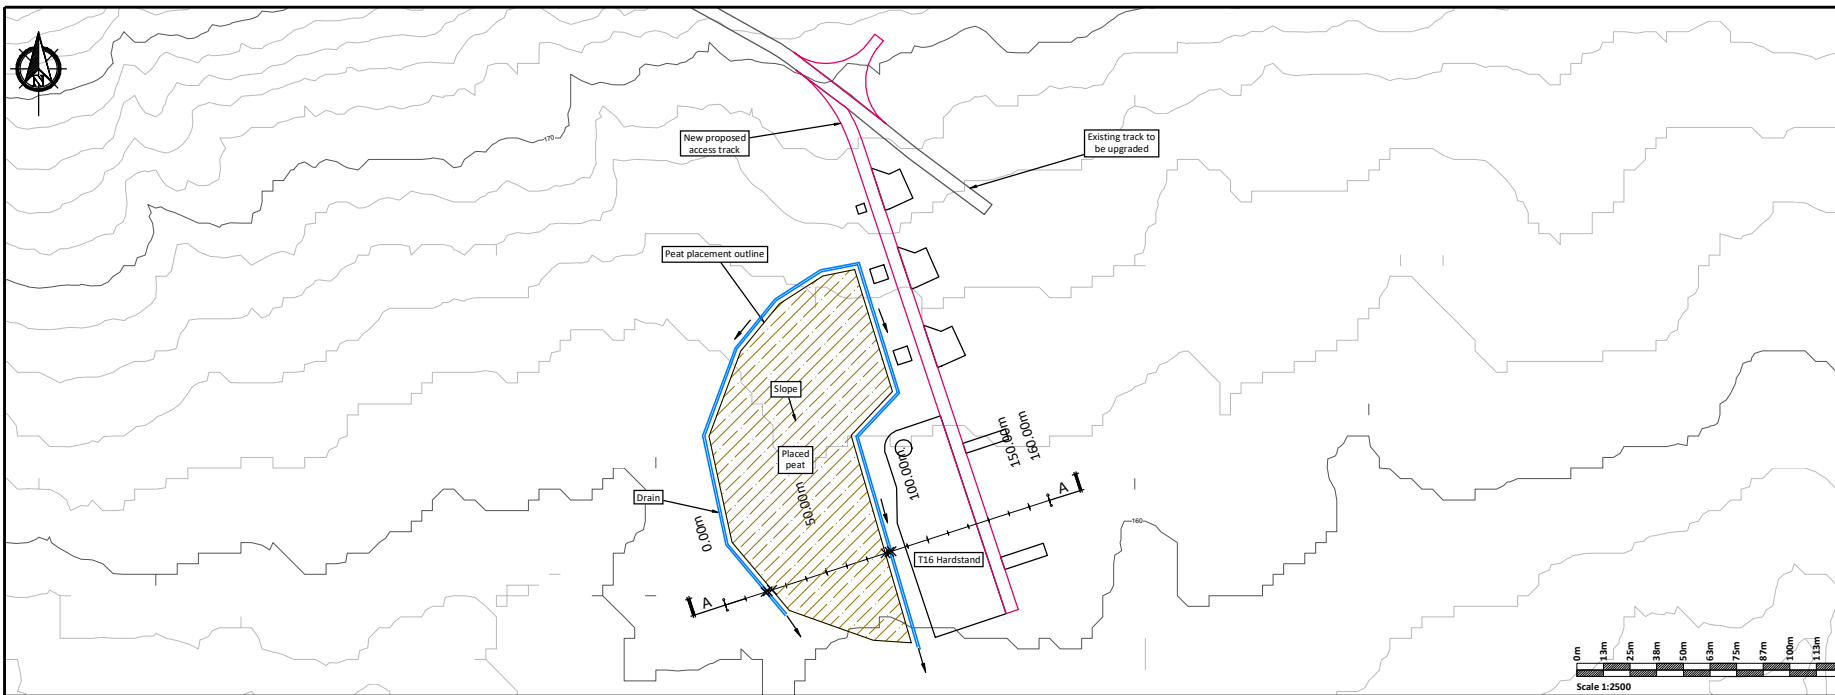 N
170
New proposed
access track
Existing track to
be upgraded
Peat placement outline
Slope
Placed
peat
Drain
0.00m
50.00m
100.00m
150.00m
160.00m
A
A
T16 Hardstand
160
0m
13m
25m
38m
50m
63m
75m
87m
100m
113m
Scale 1:2500